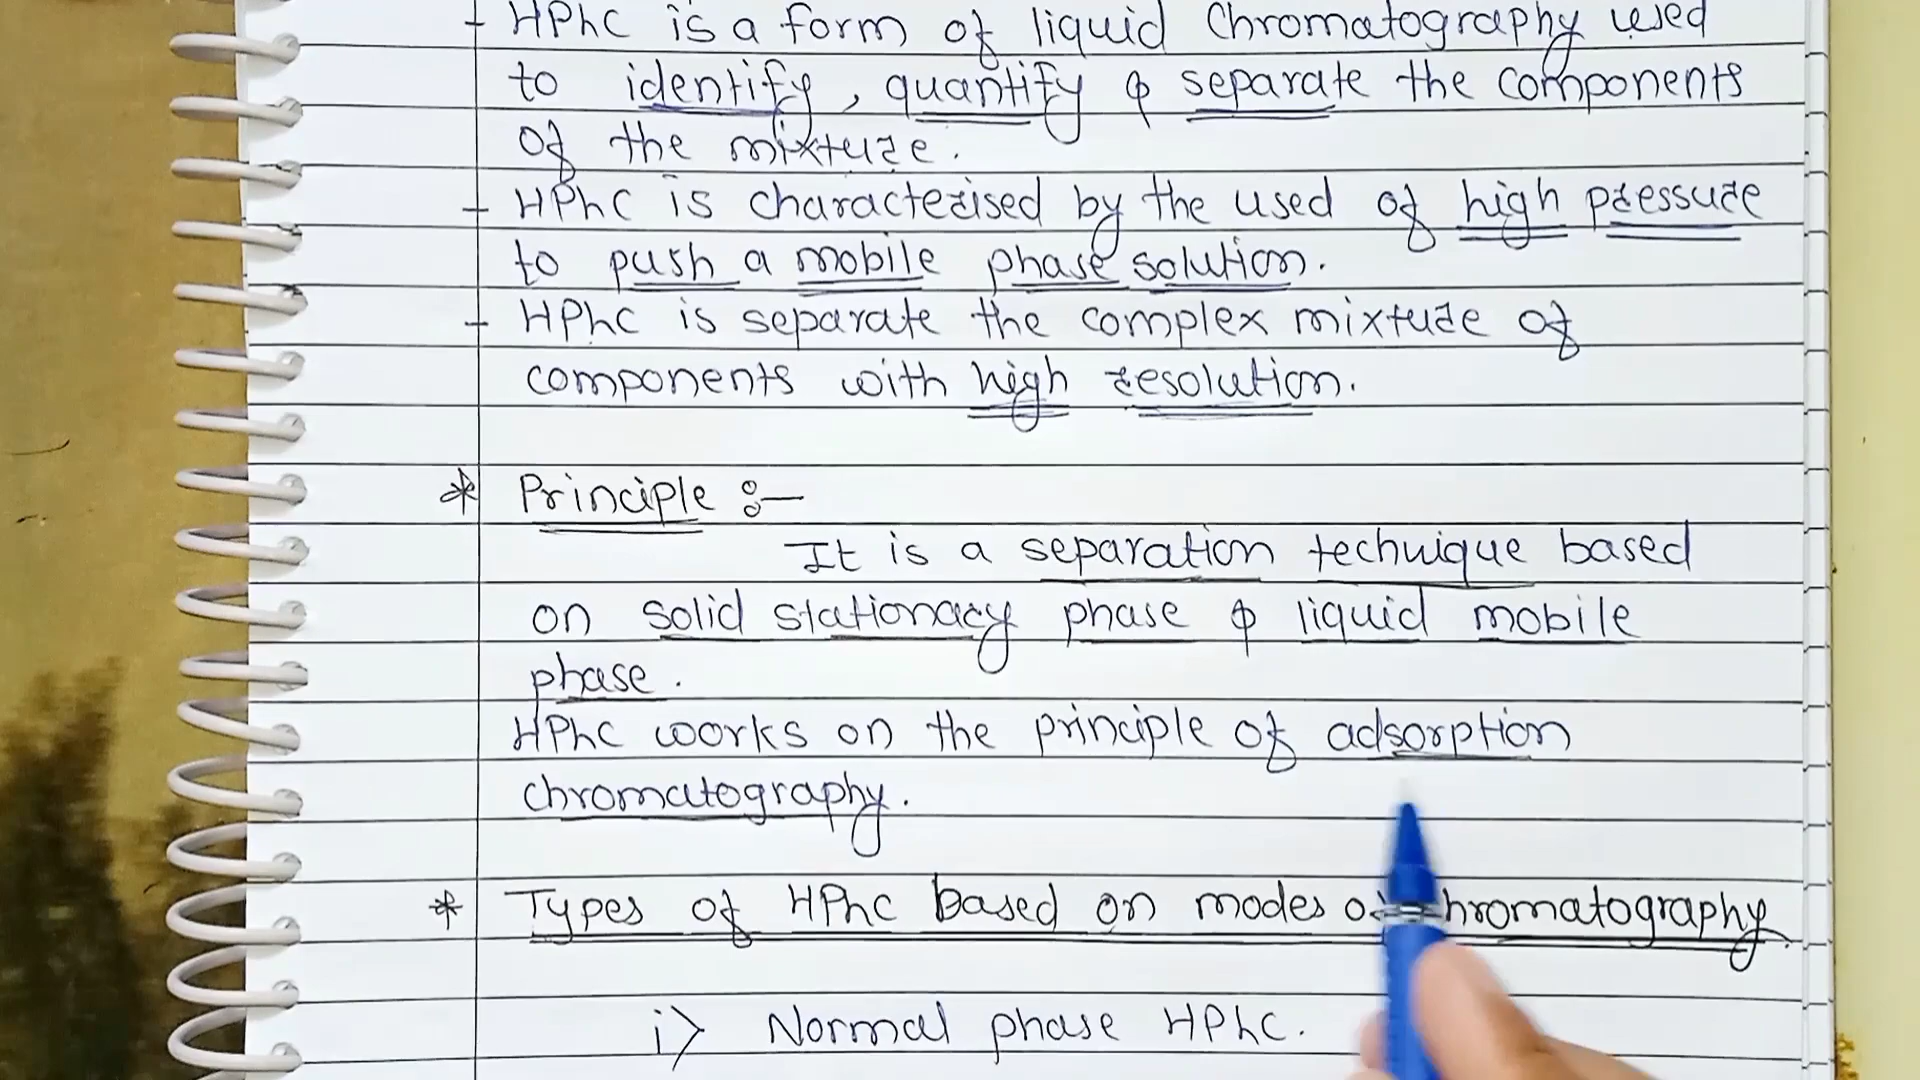 - HPLC is a form of liquid chromatography used
to identify, quantify & separate the components
of the mixture.
- HPLC is characterised by the used of high pressure
to push a mobile phase solution.
- HPLC is separate the complex mixture of
components with high resolution.
* Principle :-
It is a separation technique based
on solid stationary phase & liquid mobile
phase.
HPLC works on the principle of adsorption
chromatography.
* Types of HPLC based on modes of chromatography.
i> Normal phase HPLC.